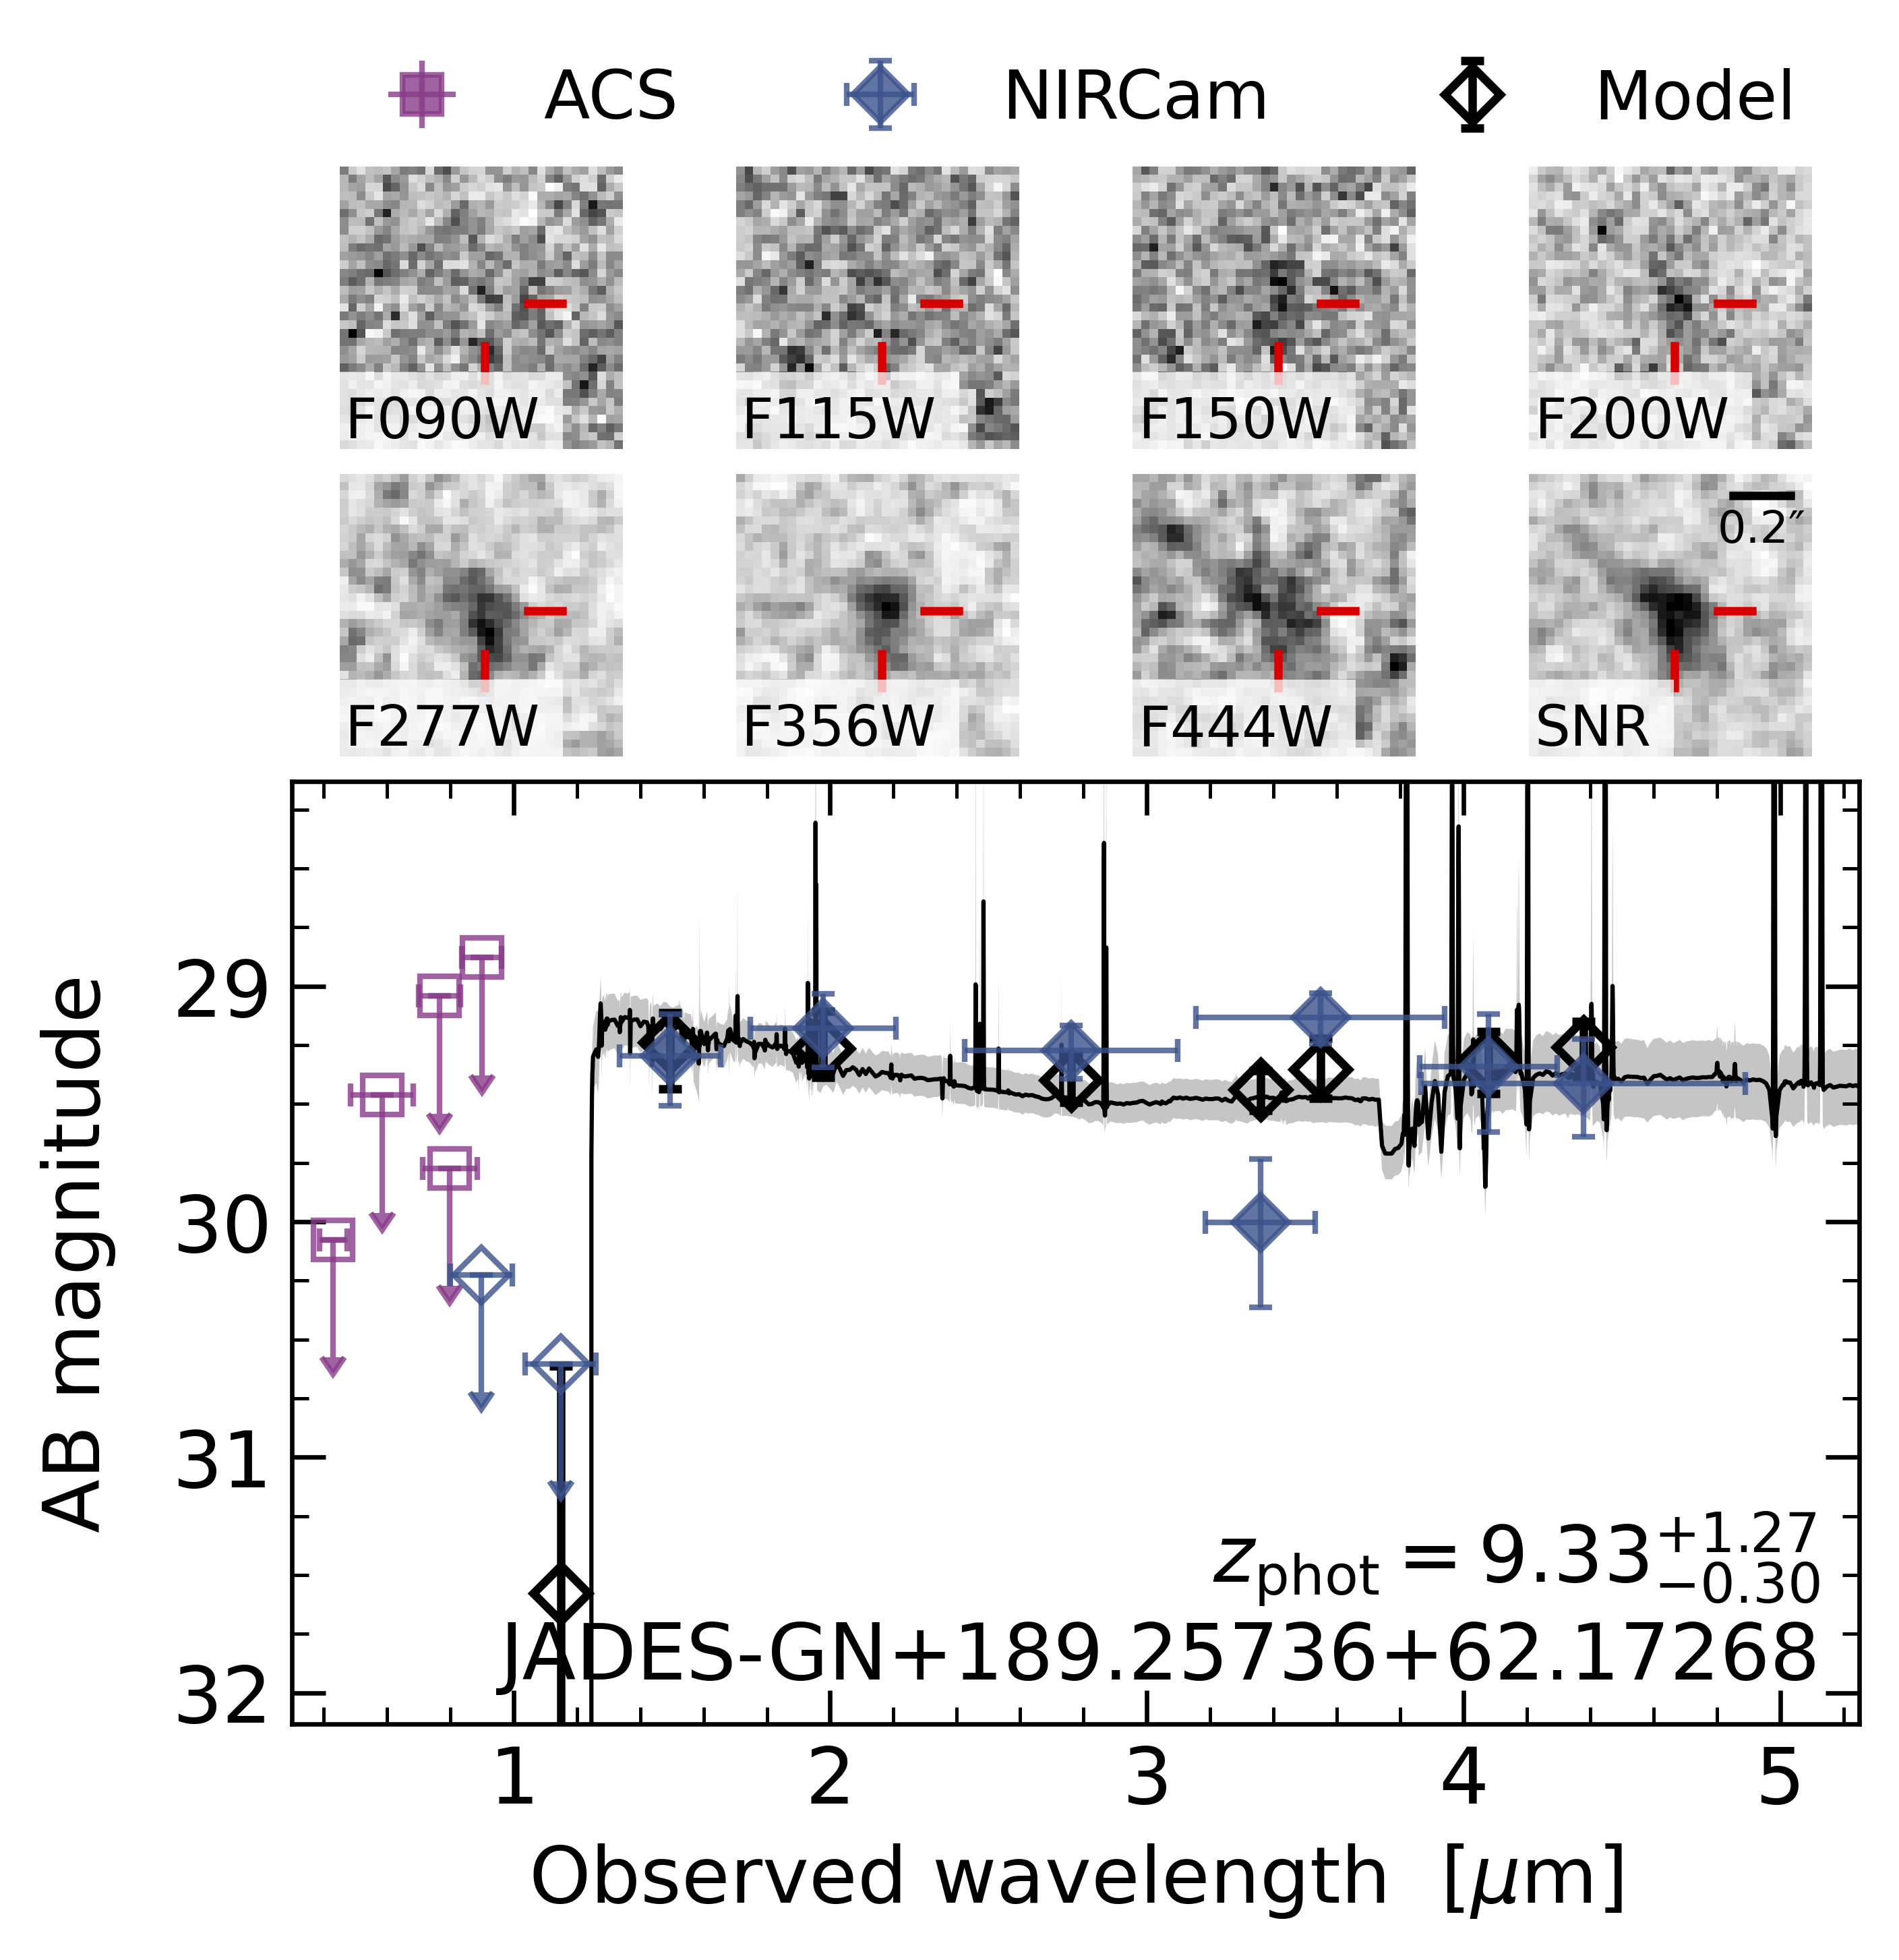 ACS NIRCam Model
F090W F115W F150W F200W
0.2″
F277W F356W F444W SNR
AB magnitude
29
30
31
32
z_phot = 9.33 +1.27 −0.30
JADES-GN+189.25736+62.17268
1 2 3 4 5
Observed wavelength [μm]